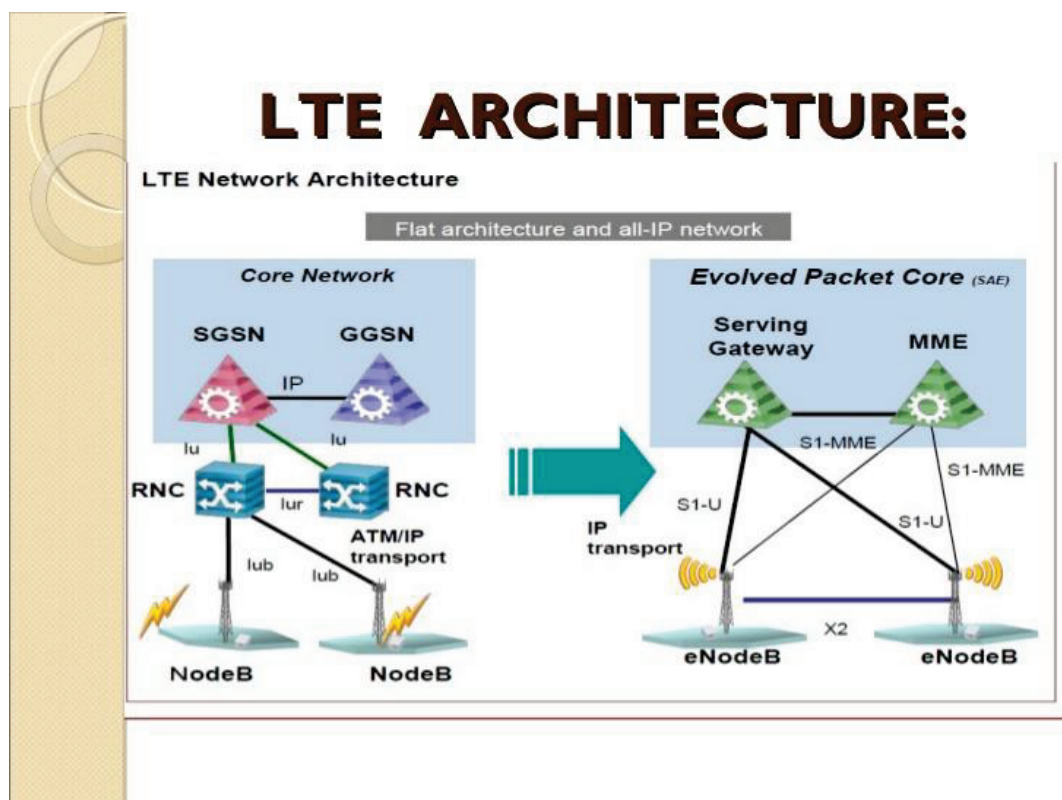 LTE ARCHITECTURE:
LTE Network Architecture
Flat architecture and all-IP network
Core Network
SGSN
GGSN
IP
Iu
Iu
RNC
RNC
Iur
ATM/IP
transport
Iub
Iub
NodeB
NodeB
Evolved Packet Core (SAE)
Serving
Gateway
MME
S1-MME
S1-MME
S1-U
S1-U
IP
transport
X2
eNodeB
eNodeB